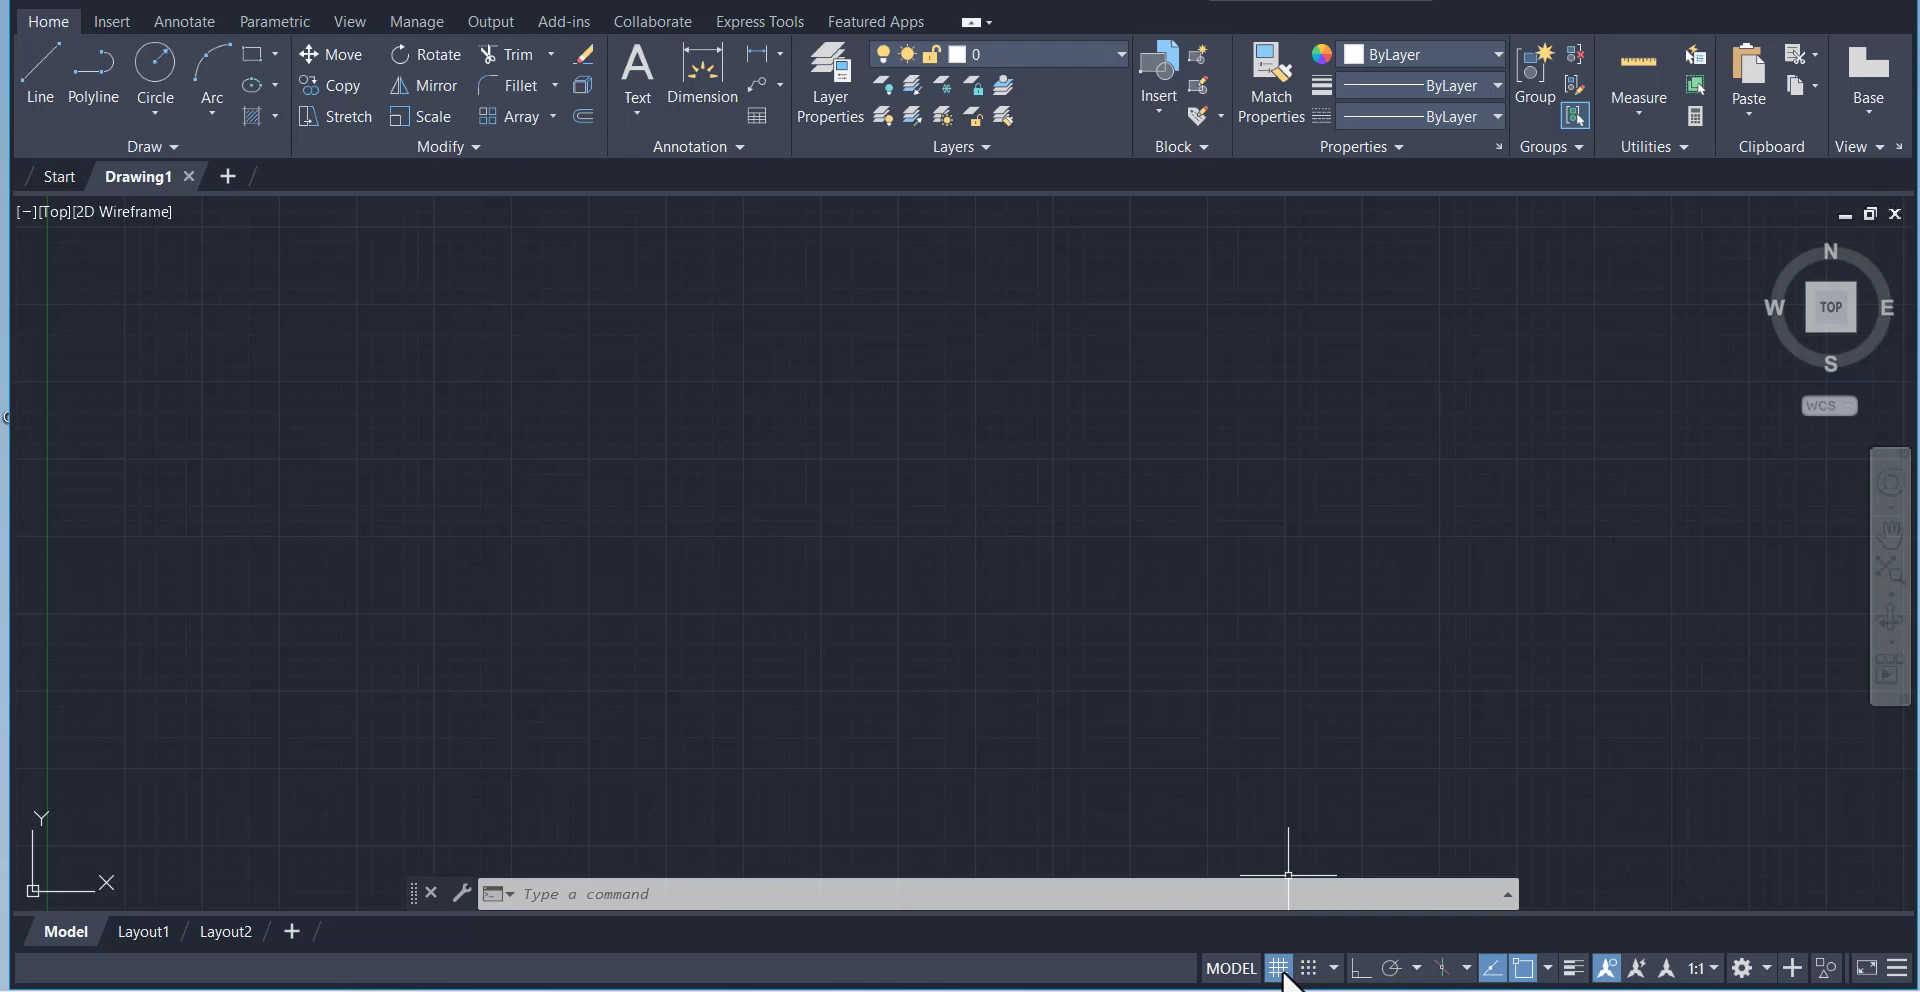 Home Insert Annotate Parametric View Manage Output Add-ins Collaborate Express Tools Featured Apps
Line Polyline Circle Arc
Move Rotate Trim
Copy Mirror Fillet
Stretch Scale Array
Text Dimension
Layer Properties
0
Insert
Match Properties
ByLayer
ByLayer
ByLayer
Group
Measure
Paste
Base
Draw Modify Annotation Layers Block Properties Groups Utilities Clipboard View
Start Drawing1
[−][Top][2D Wireframe]
N
W TOP E
S
WCS
Y
X
Type a command
Model Layout1 Layout2
MODEL 1:1